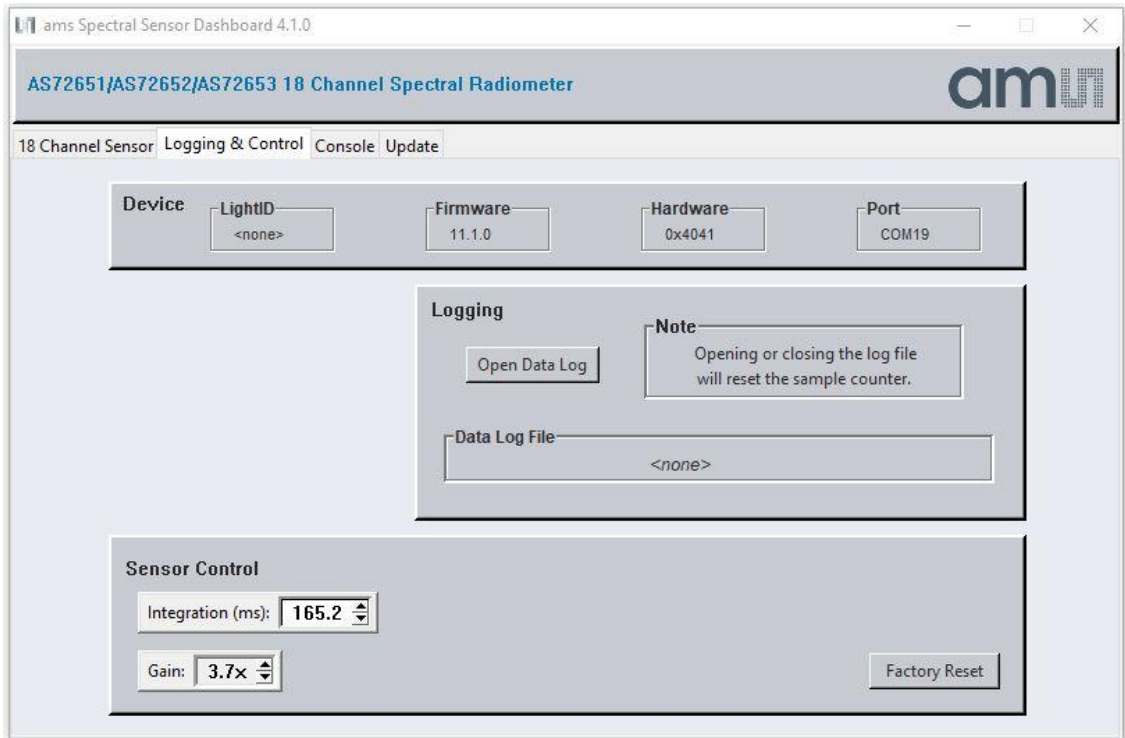 ams Spectral Sensor Dashboard 4.1.0
AS72651/AS72652/AS72653 18 Channel Spectral Radiometer
am
18 Channel Sensor Logging & Control Console Update
Device
LightID Firmware Hardware Port
<none> 11.1.0 0x4041 COM19
Logging
Open Data Log
Note
Opening or closing the log file
will reset the sample counter.
Data Log File
<none>
Sensor Control
Integration (ms): 165.2
Gain: 3.7x
Factory Reset